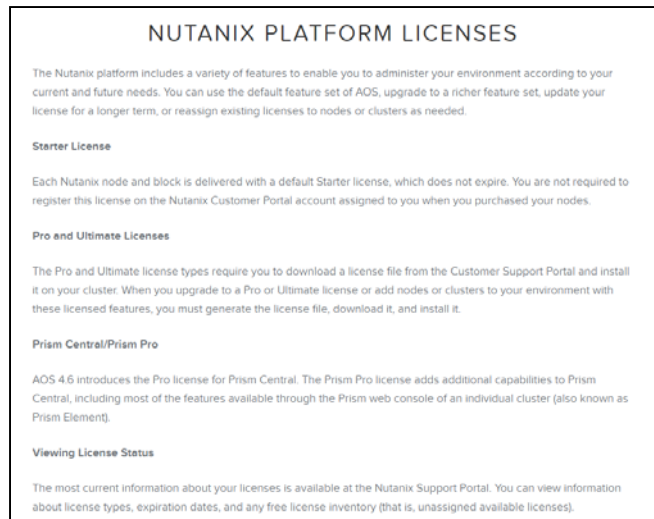 NUTANIX PLATFORM LICENSES
The Nutanix platform includes a variety of features to enable you to administer your environment according to your
current and future needs. You can use the default feature set of AOS, upgrade to a richer feature set, update your
license for a longer term, or reassign existing licenses to nodes or clusters as needed.
Starter License
Each Nutanix node and block is delivered with a default Starter license, which does not expire. You are not required to
register this license on the Nutanix Customer Portal account assigned to you when you purchased your nodes.
Pro and Ultimate Licenses
The Pro and Ultimate license types require you to download a license file from the Customer Support Portal and install
it on your cluster. When you upgrade to a Pro or Ultimate license or add nodes or clusters to your environment with
these licensed features, you must generate the license file, download it, and install it.
Prism Central/Prism Pro
AOS 4.6 introduces the Pro license for Prism Central. The Prism Pro license adds additional capabilities to Prism
Central, including most of the features available through the Prism web console of an individual cluster (also known as
Prism Element).
Viewing License Status
The most current information about your licenses is available at the Nutanix Support Portal. You can view information
about license types, expiration dates, and any free license inventory (that is, unassigned available licenses).